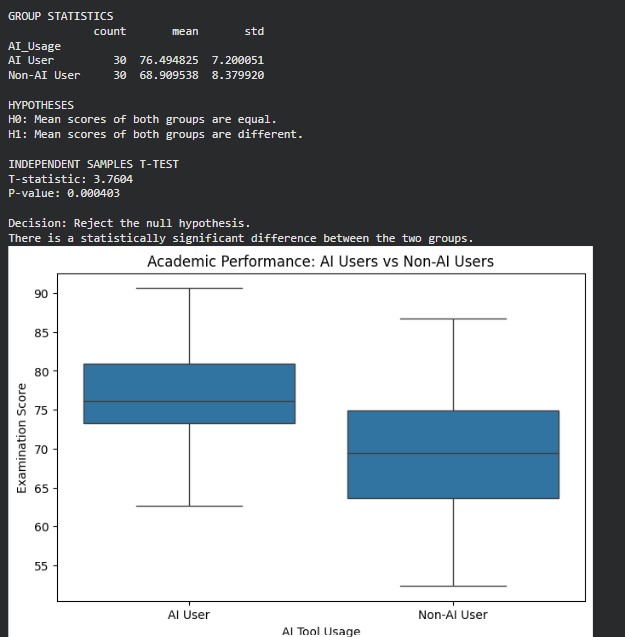 GROUP STATISTICS
count mean std
AI_Usage
AI User 30 76.494825 7.200051
Non-AI User 30 68.909538 8.379920
HYPOTHESES
H0: Mean scores of both groups are equal.
H1: Mean scores of both groups are different.
INDEPENDENT SAMPLES T-TEST
T-statistic: 3.7604
P-value: 0.000403
Decision: Reject the null hypothesis.
There is a statistically significant difference between the two groups.
Academic Performance: AI Users vs Non-AI Users
Examination Score
90
85
80
75
70
65
60
55
AI User Non-AI User
AI Tool Usage